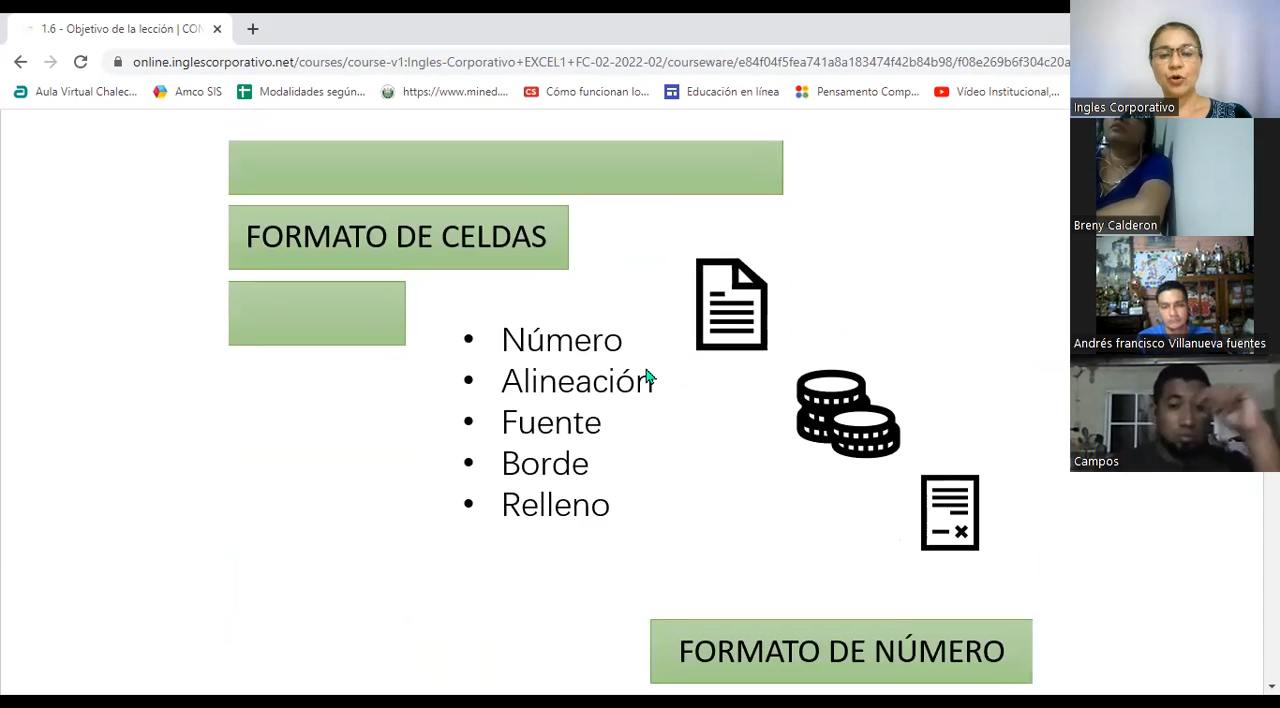 1.6 - Objetivo de la lección | CON
online.inglescorporativo.net/courses/course-v1:Ingles-Corporativo+EXCEL1+FC-02-2022-02/courseware/e84f04f5fea741a8a183474f42b84b98/f08e269b6f304c20a
Aula Virtual Chalec... Amco SIS Modalidades según... https://www.mined.... Cómo funcionan lo... Educación en línea Pensamento Comp... Vídeo Institucional,...
FORMATO DE CELDAS
• Número
• Alineación
• Fuente
• Borde
• Relleno
FORMATO DE NÚMERO
Ingles Corporativo
Breny Calderon
Andrés francisco Villanueva fuentes
Campos